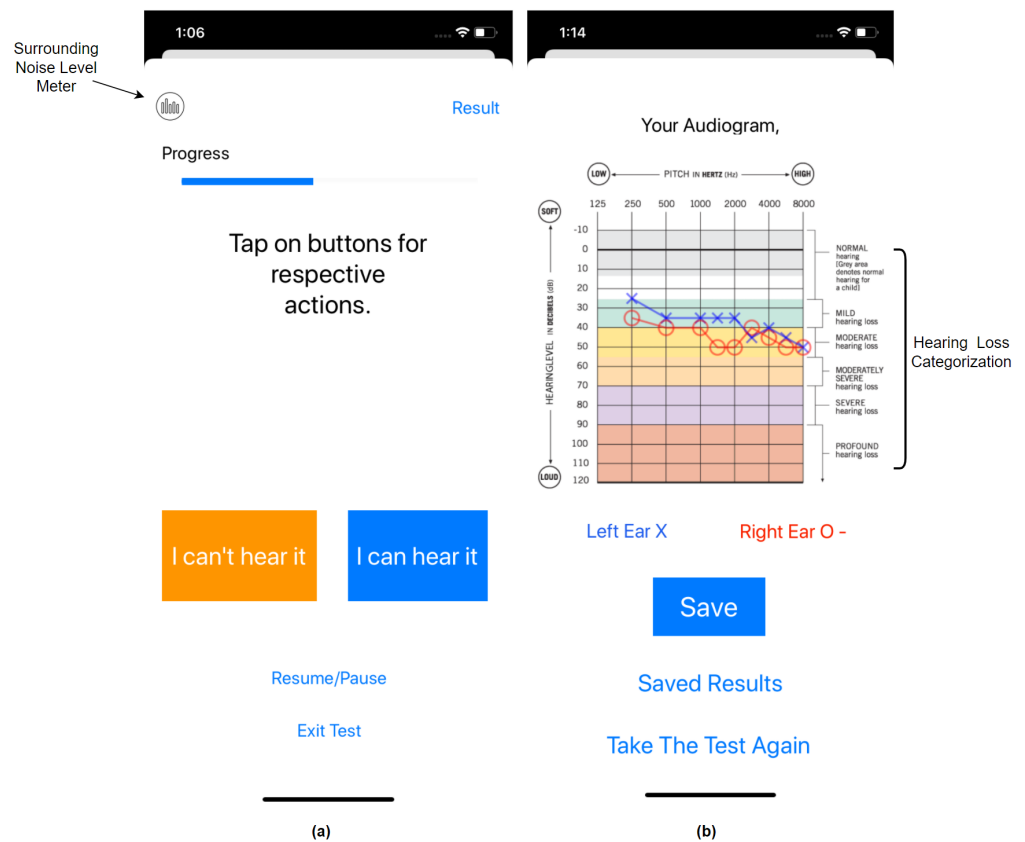 1:06
Surrounding
Noise Level
Meter
Result
Progress
Tap on buttons for
respective
actions.
I can't hear it
I can hear it
Resume/Pause
Exit Test
(a)
1:14
Your Audiogram,
LOW
PITCH IN HERTZ (Hz)
HIGH
125 250 500 1000 2000 4000 8000
SOFT
HEARINGLEVEL IN DECIBELS (dB)
LOUD
-10
0
10
20
30
40
50
60
70
80
90
100
110
120
NORMAL
hearing
[Grey area
denotes normal
hearing for
a child]
MILD
hearing loss
MODERATE
hearing loss
MODERATELY
SEVERE
hearing loss
SEVERE
hearing loss
PROFOUND
hearing loss
Hearing Loss
Categorization
Left Ear X
Right Ear O -
Save
Saved Results
Take The Test Again
(b)